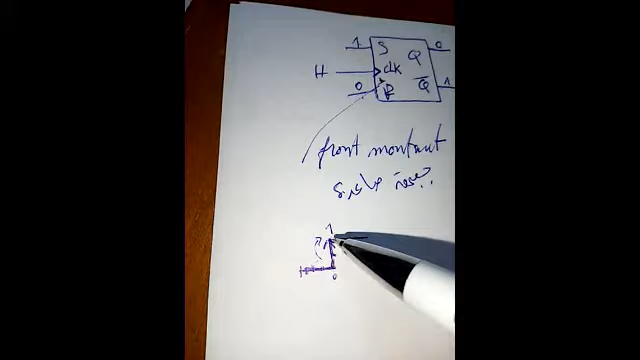 1 S Q 0
H CLK
0 R Q̅ 1
front montant
1
0